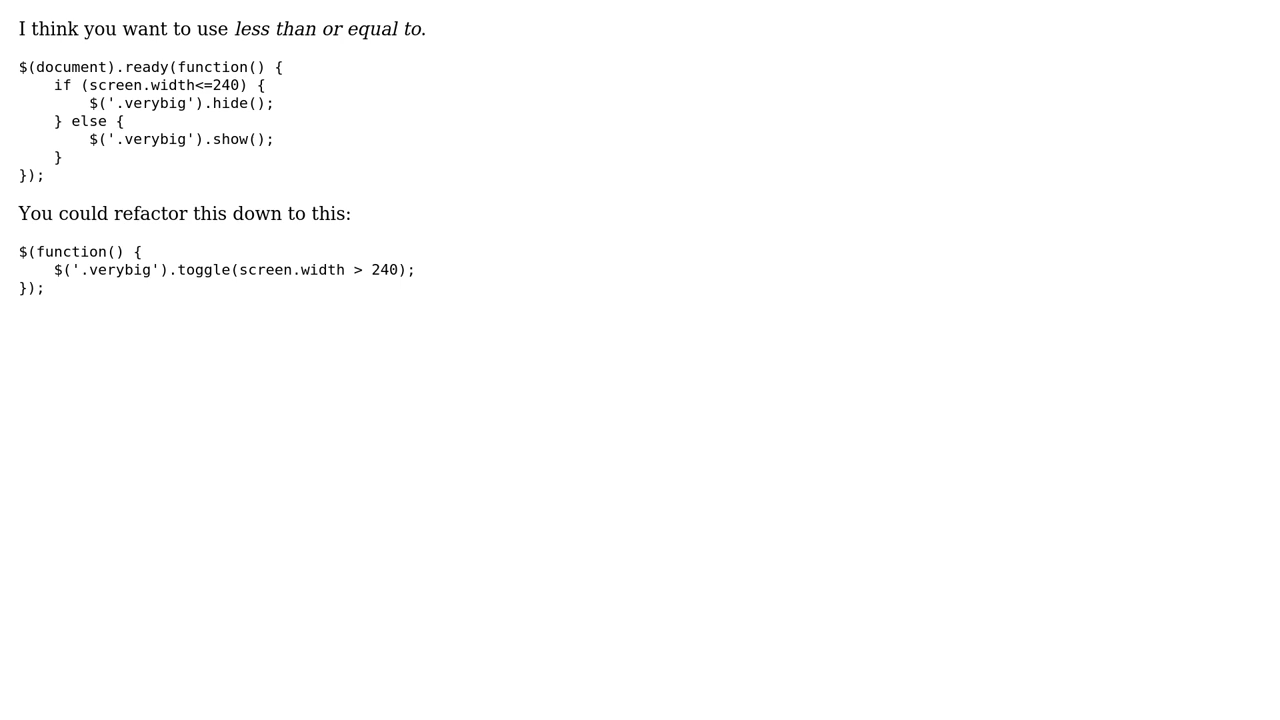 I think you want to use less than or equal to.
$(document).ready(function() {
    if (screen.width<=240) {
        $('.verybig').hide();
    } else {
        $('.verybig').show();
    }
});
You could refactor this down to this:
$(function() {
    $('.verybig').toggle(screen.width > 240);
});